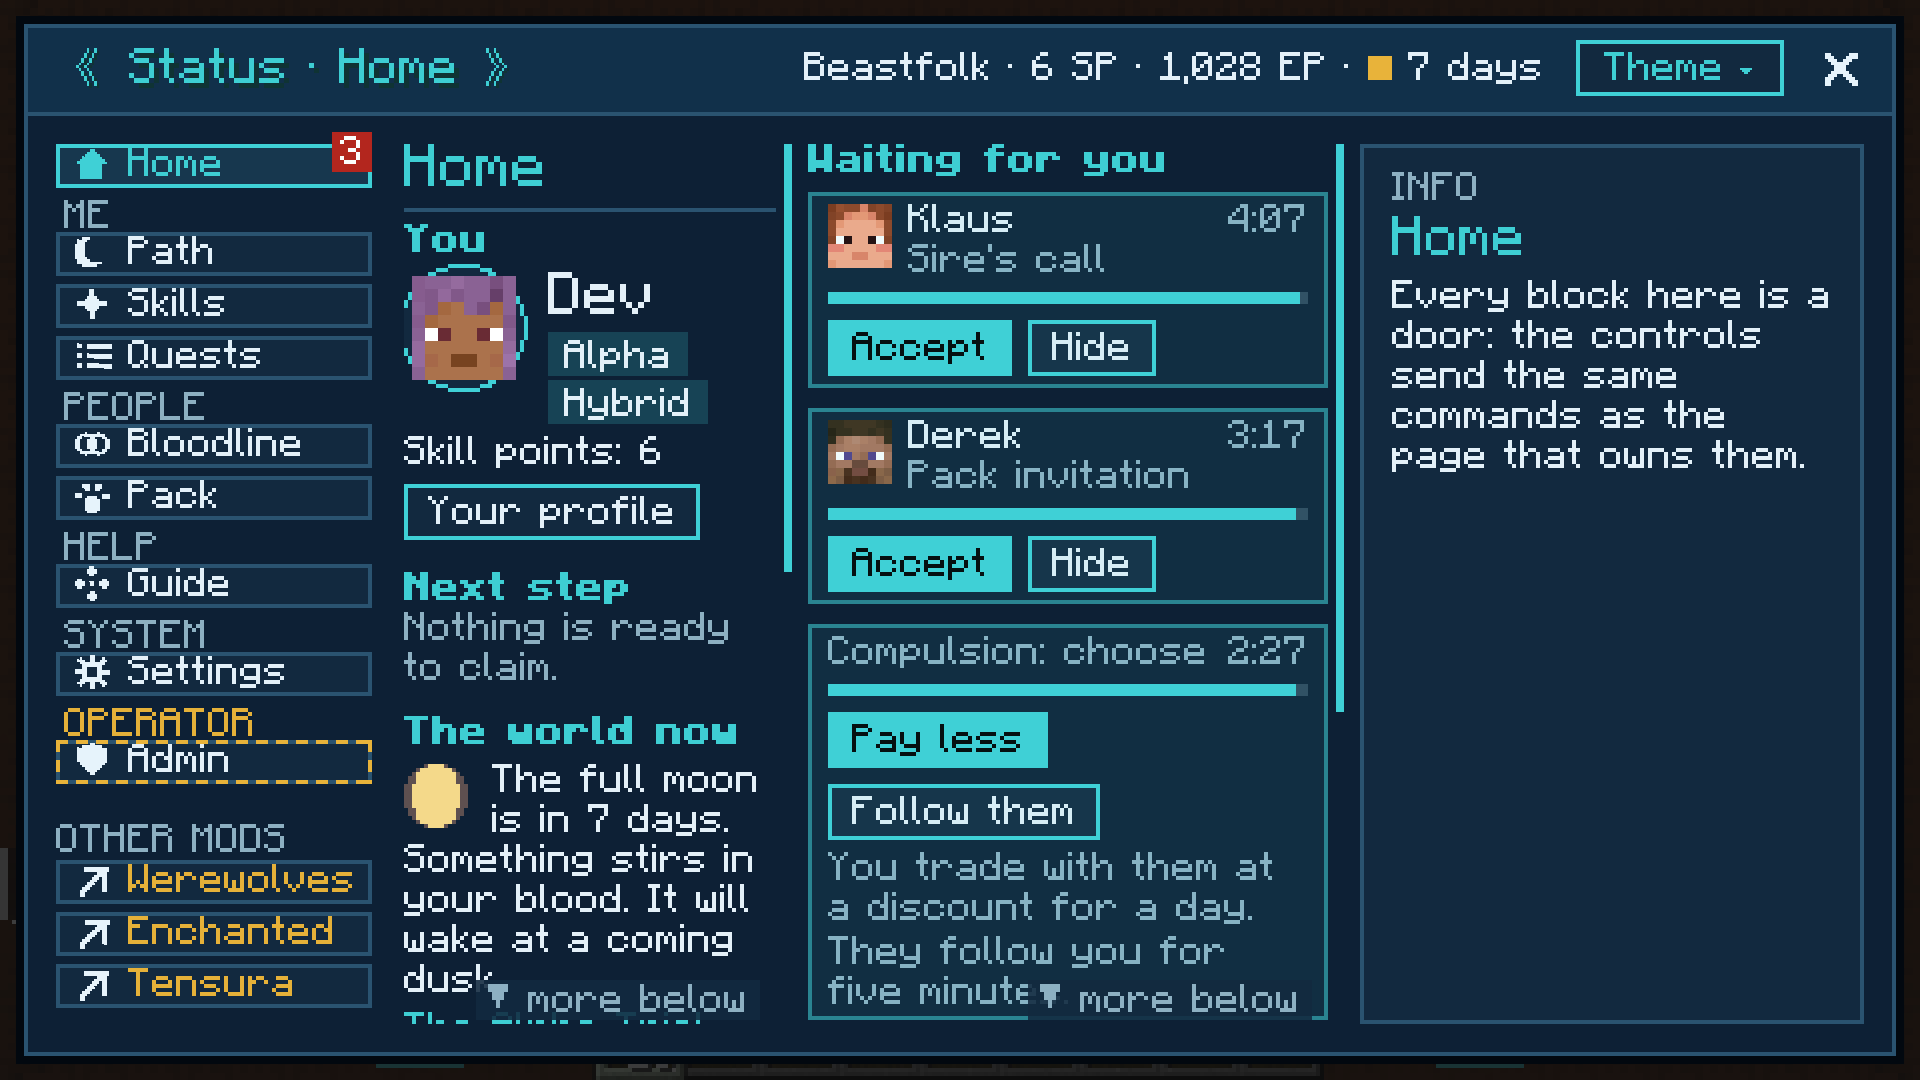 《 Status · Home 》
Beastfolk · 6 SP · 1,028 EP · 7 days
Theme
Home
3
ME
Path
Skills
Quests
PEOPLE
Bloodline
Pack
HELP
Guide
SYSTEM
Settings
OPERATOR
Admin
OTHER MODS
Werewolves
Enchanted
Tensura
Home
You
Dev
Alpha
Hybrid
Skill points: 6
Your profile
Next step
Nothing is ready
to claim.
The world now
The full moon
is in 7 days.
Something stirs in
your blood. It will
wake at a coming
dusk
more below
Waiting for you
Klaus 4:07
Sire's call
Accept Hide
Derek 3:17
Pack invitation
Accept Hide
Compulsion: choose 2:27
Pay less
Follow them
You trade with them at
a discount for a day.
They follow you for
five minute
more below
INFO
Home
Every block here is a
door: the controls
send the same
commands as the
page that owns them.